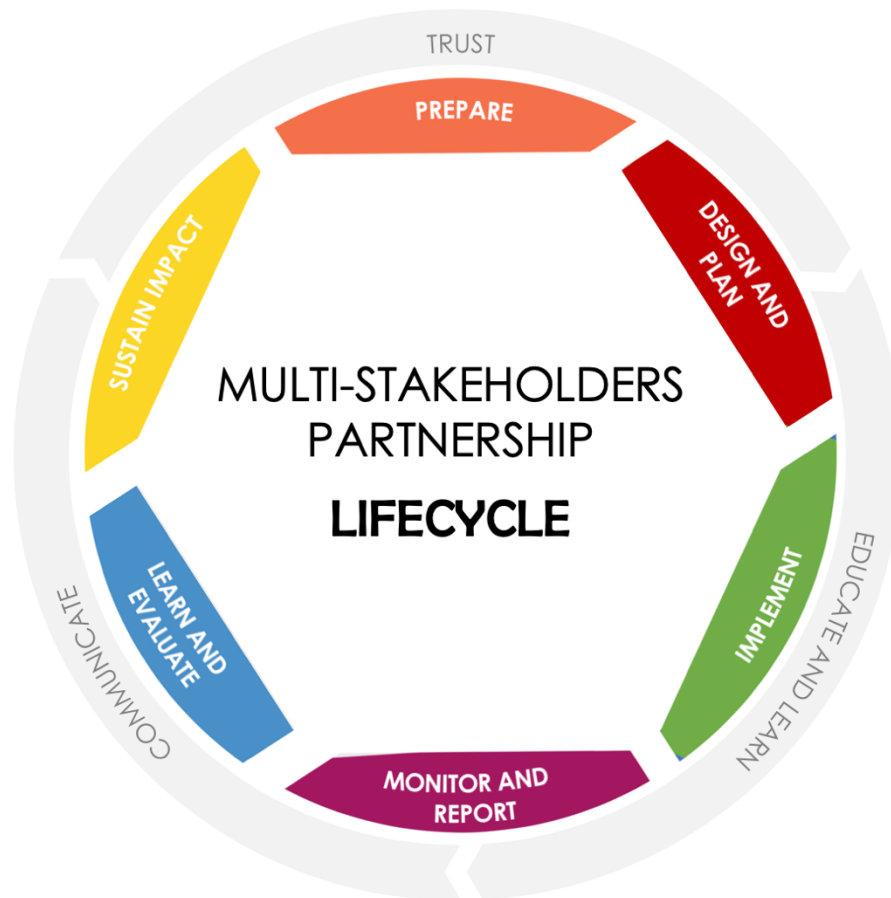 TRUST
PREPARE
DESIGN AND
PLAN
SUSTAIN IMPACT
MULTI-STAKEHOLDERS
PARTNERSHIP
LIFECYCLE
IMPLEMENT
EDUCATE AND LEARN
LEARN AND
EVALUATE
COMMUNICATE
MONITOR AND
REPORT